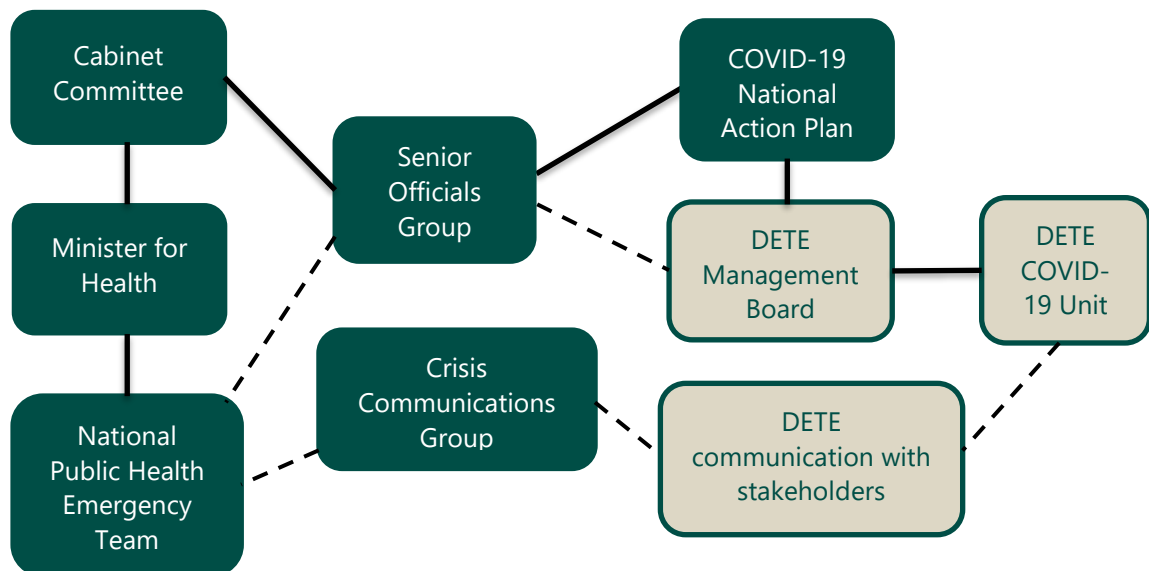 Cabinet
Committee
COVID-19
National
Action Plan
Senior
Officials
Group
Minister for
Health
DETE
Management
Board
DETE
COVID-
19 Unit
Crisis
Communications
Group
National
Public Health
Emergency
Team
DETE
communication with
stakeholders